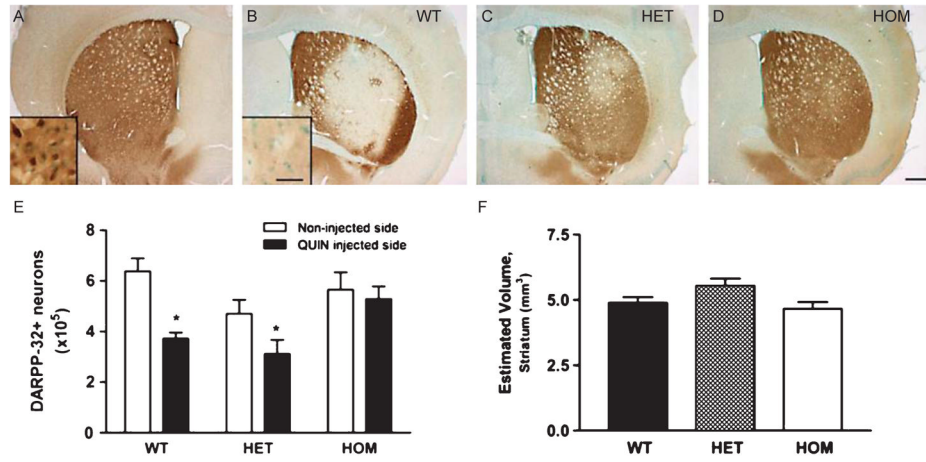 A
B
WT
C
HET
D
HOM
E
Non-injected side
QUIN injected side
DARPP-32+ neurons
(x10⁵)
8
6
4
2
0
*
*
WT
HET
HOM
F
Estimated Volume,
Striatum (mm³)
7.5
5.0
2.5
0.0
WT
HET
HOM